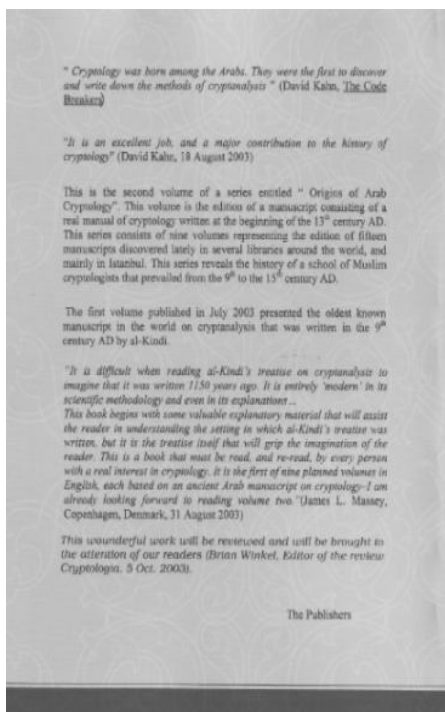 " Cryptology was born among the Arabs. They were the first to discover
and write down the methods of cryptanalysis " (David Kahn, The Code
Breakers)
"It is an excellent job, and a major contribution to the history of
cryptology" (David Kahn, 18 August 2003)
This is the second volume of a series entitled " Origins of Arab
Cryptology". This volume is the edition of a manuscript consisting of a
real manual of cryptology written at the beginning of the 13th century AD.
This series consists of nine volumes representing the edition of fifteen
manuscripts discovered lately in several libraries around the world, and
mainly in Istanbul. This series reveals the history of a school of Muslim
cryptologists that prevailed from the 9th to the 15th century AD.
The first volume published in July 2003 presented the oldest known
manuscript in the world on cryptanalysis that was written in the 9th
century AD by al-Kindi.
"It is difficult when reading al-Kindi's treatise on cryptanalysis to
imagine that it was written 1150 years ago. It is entirely 'modern' in its
scientific methodology and even in its explanations ...
This book begins with some valuable explanatory material that will assist
the reader in understanding the setting in which al-Kindi's treatise was
written, but it is the treatise itself that will grip the imagination of the
reader. This is a book that must be read, and re-read, by every person
with a real interest in cryptology. It is the first of nine planned volumes in
English, each based on an ancient Arab manuscript on cryptology-I am
already looking forward to reading volume two."(James L. Massey,
Copenhagen, Denmark, 31 August 2003)
This wounderful work will be reviewed and will be brought to
the attention of our readers (Brian Winkel, Editor of the review
Cryptologia, 5 Oct. 2003).
The Publishers